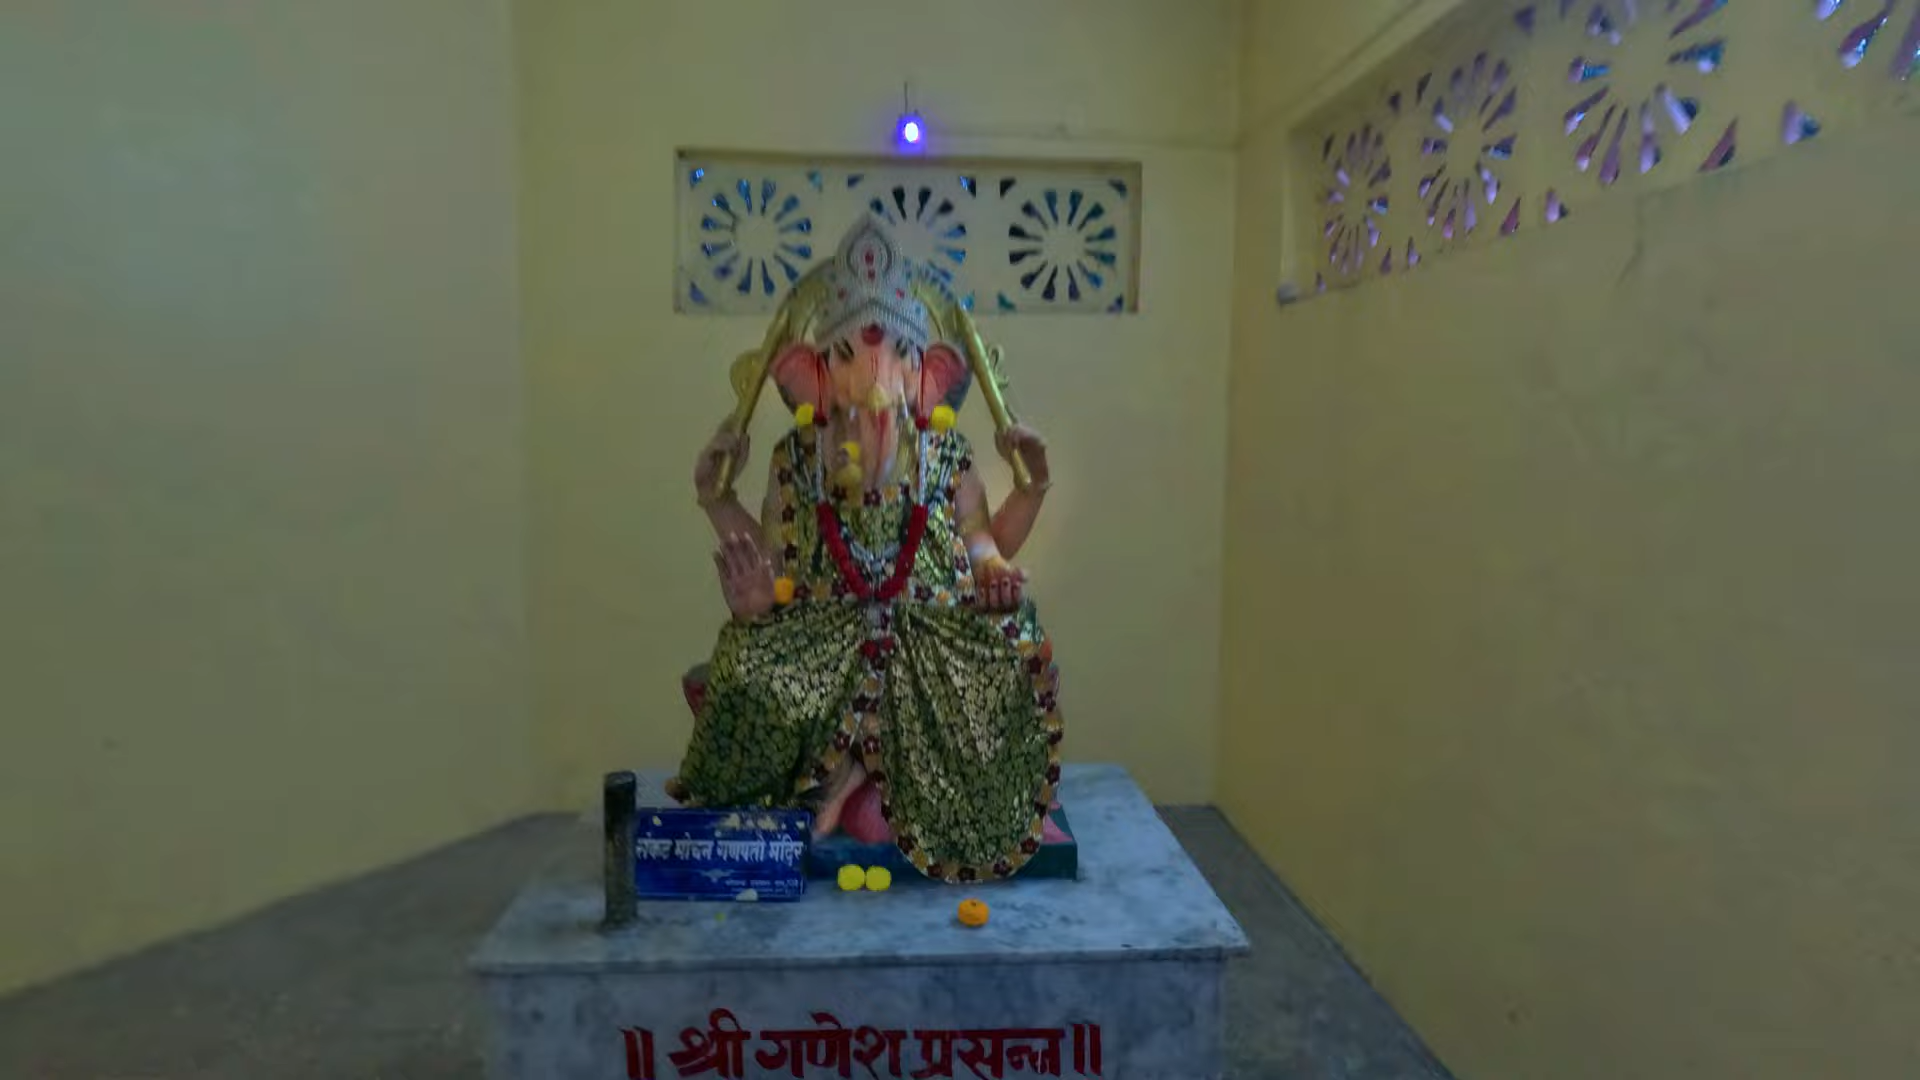 संकट मोचन गणपती मंदिर
॥ श्री गणेश प्रसन्न ॥